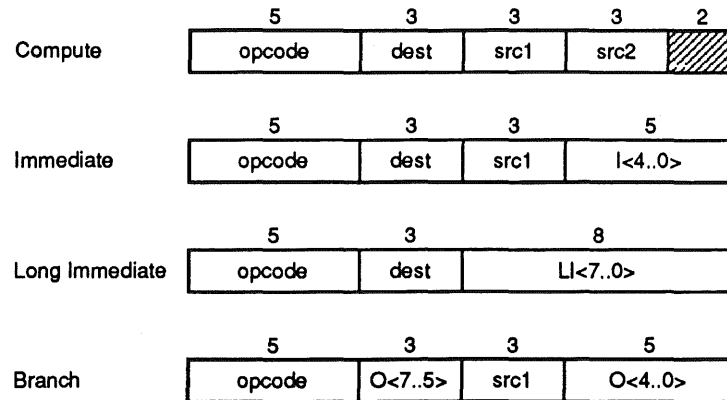 5 3 3 3 2
Compute opcode dest src1 src2
5 3 3 5
Immediate opcode dest src1 I<4..0>
5 3 8
Long Immediate opcode dest LI<7..0>
5 3 3 5
Branch opcode O<7..5> src1 O<4..0>